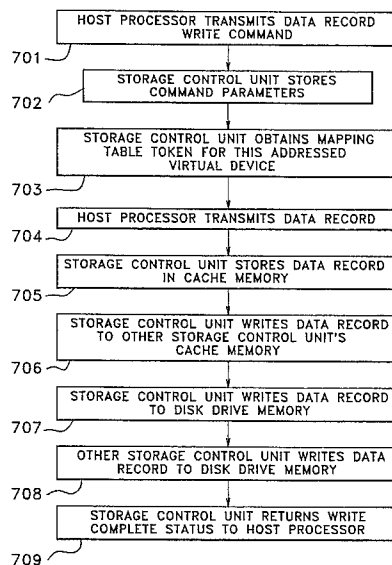 HOST PROCESSOR TRANSMITS DATA RECORD
WRITE COMMAND
701
STORAGE CONTROL UNIT STORES
COMMAND PARAMETERS
702
STORAGE CONTROL UNIT OBTAINS MAPPING
TABLE TOKEN FOR THIS ADDRESSED
VIRTUAL DEVICE
703
HOST PROCESSOR TRANSMITS DATA RECORD
704
STORAGE CONTROL UNIT STORES DATA RECORD
IN CACHE MEMORY
705
STORAGE CONTROL UNIT WRITES DATA RECORD
TO OTHER STORAGE CONTROL UNIT'S
CACHE MEMORY
706
STORAGE CONTROL UNIT WRITES DATA RECORD
TO DISK DRIVE MEMORY
707
OTHER STORAGE CONTROL UNIT WRITES DATA
RECORD TO DISK DRIVE MEMORY
708
STORAGE CONTROL UNIT RETURNS WRITE
COMPLETE STATUS TO HOST PROCESSOR
709